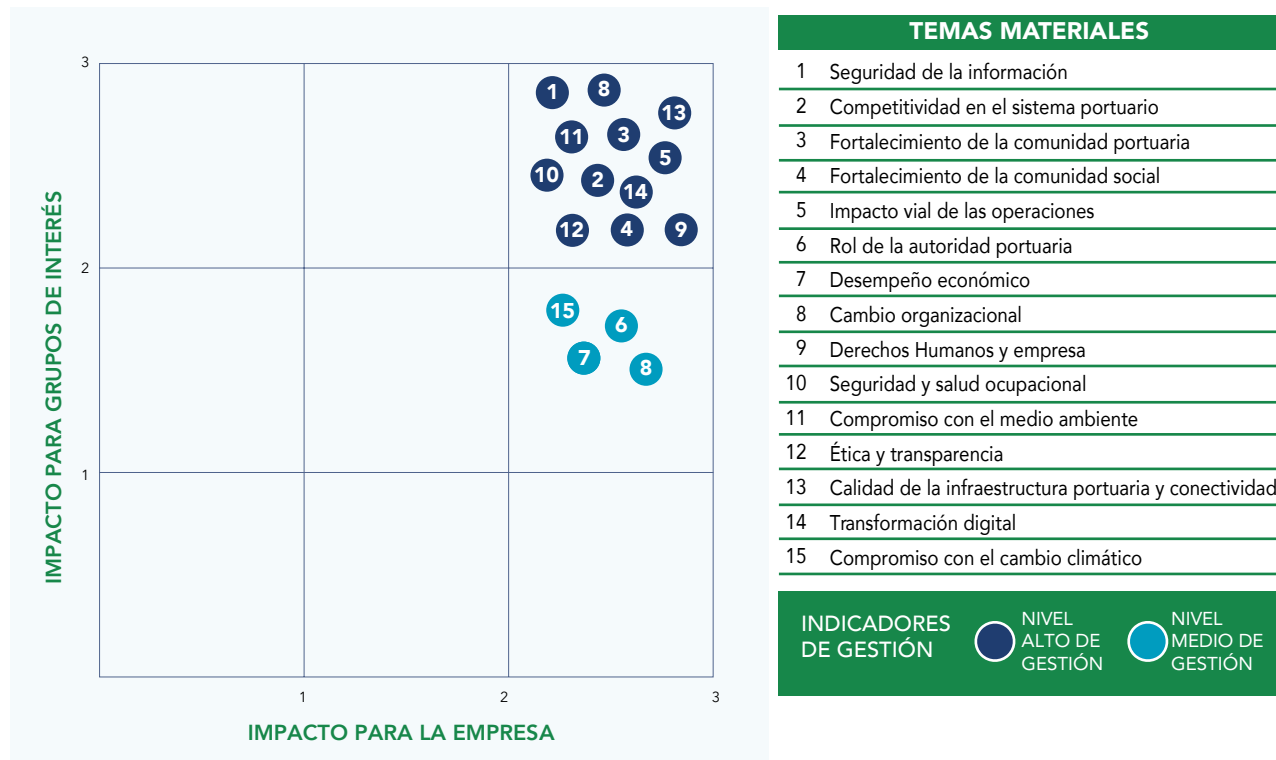 3
2
1
1
2
3
IMPACTO PARA GRUPOS DE INTERÉS
IMPACTO PARA LA EMPRESA
1
8
13
11
3
5
10
2
14
12
4
9
15
6
7
8
TEMAS MATERIALES
1 Seguridad de la información
2 Competitividad en el sistema portuario
3 Fortalecimiento de la comunidad portuaria
4 Fortalecimiento de la comunidad social
5 Impacto vial de las operaciones
6 Rol de la autoridad portuaria
7 Desempeño económico
8 Cambio organizacional
9 Derechos Humanos y empresa
10 Seguridad y salud ocupacional
11 Compromiso con el medio ambiente
12 Ética y transparencia
13 Calidad de la infraestructura portuaria y conectividad
14 Transformación digital
15 Compromiso con el cambio climático
INDICADORES
DE GESTIÓN
NIVEL
ALTO DE
GESTIÓN
NIVEL
MEDIO DE
GESTIÓN